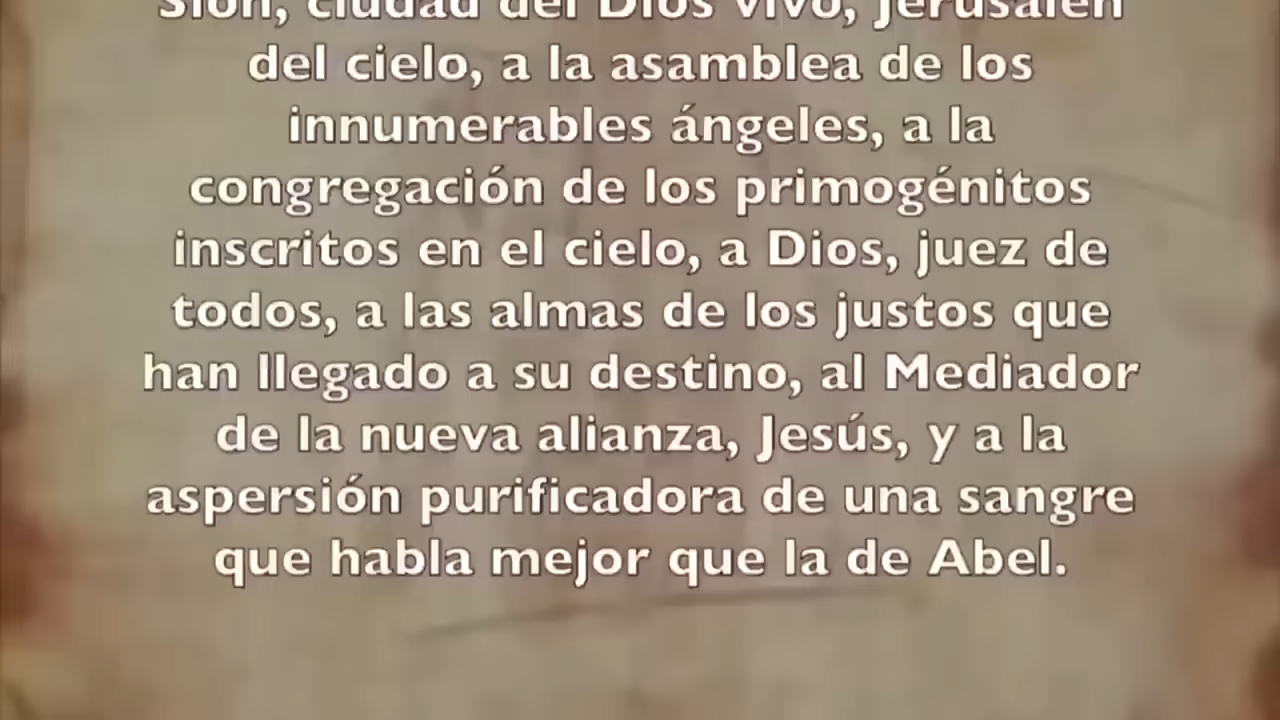 Sión, ciudad del Dios vivo, Jerusalén
del cielo, a la asamblea de los
innumerables ángeles, a la
congregación de los primogénitos
inscritos en el cielo, a Dios, juez de
todos, a las almas de los justos que
han llegado a su destino, al Mediador
de la nueva alianza, Jesús, y a la
aspersión purificadora de una sangre
que habla mejor que la de Abel.